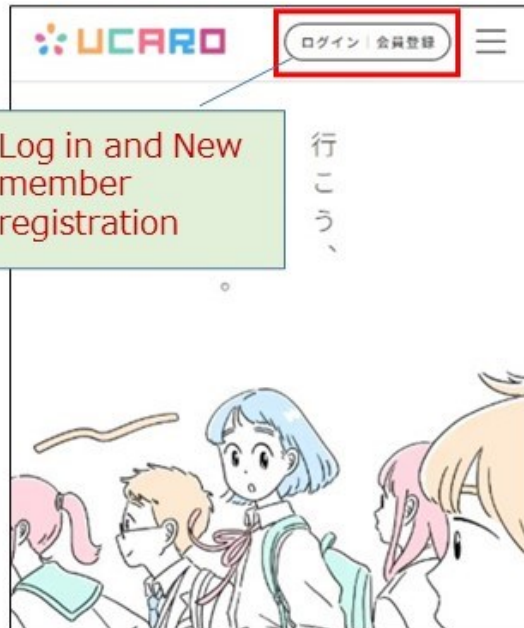 UCARO
ログイン｜会員登録
Log in and New
member
registration
行こう、
。